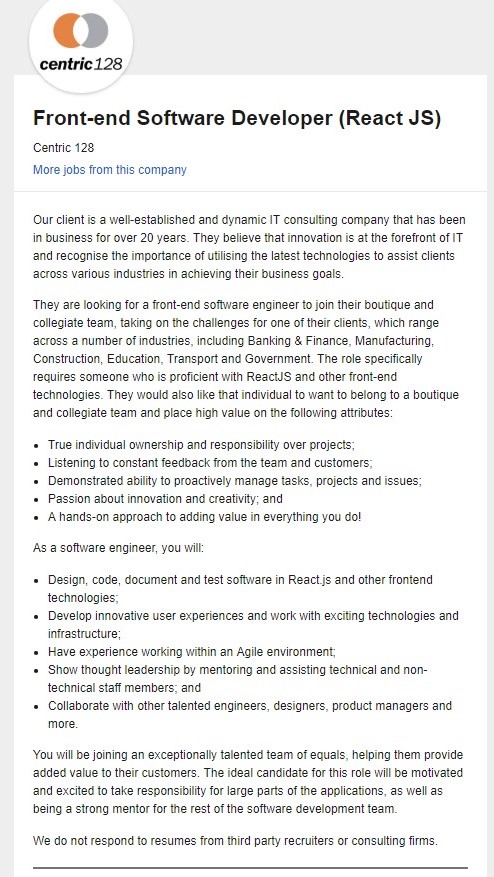 centric128
Front-end Software Developer (React JS)
Centric 128
More jobs from this company
Our client is a well-established and dynamic IT consulting company that has been
in business for over 20 years. They believe that innovation is at the forefront of IT
and recognise the importance of utilising the latest technologies to assist clients
across various industries in achieving their business goals.
They are looking for a front-end software engineer to join their boutique and
collegiate team, taking on the challenges for one of their clients, which range
across a number of industries, including Banking & Finance, Manufacturing,
Construction, Education, Transport and Government. The role specifically
requires someone who is proficient with ReactJS and other front-end
technologies. They would also like that individual to want to belong to a boutique
and collegiate team and place high value on the following attributes:
• True individual ownership and responsibility over projects;
• Listening to constant feedback from the team and customers;
• Demonstrated ability to proactively manage tasks, projects and issues;
• Passion about innovation and creativity; and
• A hands-on approach to adding value in everything you do!
As a software engineer, you will:
• Design, code, document and test software in React.js and other frontend
technologies;
• Develop innovative user experiences and work with exciting technologies and
infrastructure;
• Have experience working within an Agile environment;
• Show thought leadership by mentoring and assisting technical and non-
technical staff members; and
• Collaborate with other talented engineers, designers, product managers and
more.
You will be joining an exceptionally talented team of equals, helping them provide
added value to their customers. The ideal candidate for this role will be motivated
and excited to take responsibility for large parts of the applications, as well as
being a strong mentor for the rest of the software development team.
We do not respond to resumes from third party recruiters or consulting firms.